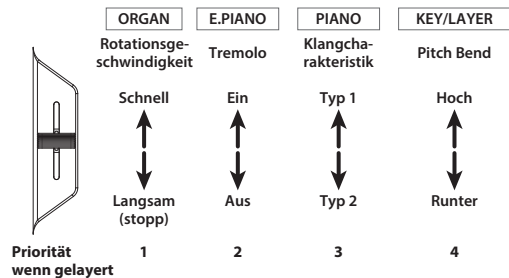 ORGAN E.PIANO PIANO KEY/LAYER
Rotationsge-
schwindigkeit
Tremolo
Klangcha-
rakteristik
Pitch Bend
Schnell Ein Typ 1 Hoch
Langsam
(stopp)
Aus Typ 2 Runter
Priorität
wenn gelayert
1 2 3 4